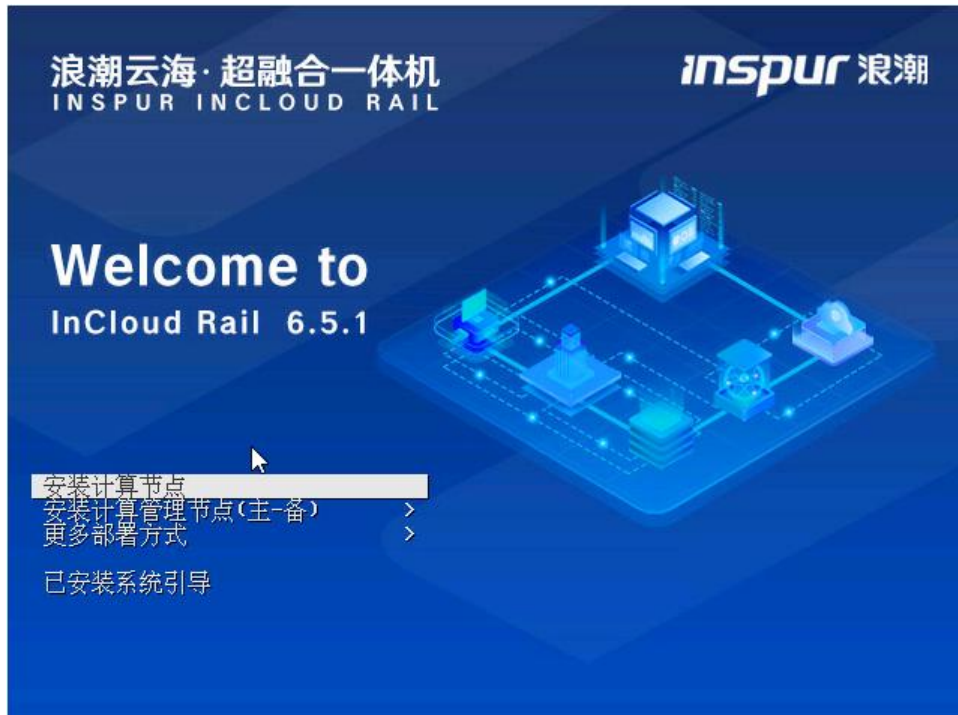 浪潮云海·超融合一体机
INSPUR INCLOUD RAIL
inspur 浪潮
Welcome to
InCloud Rail 6.5.1
安装计算节点
安装计算管理节点(主-备) >
更多部署方式 >
已安装系统引导